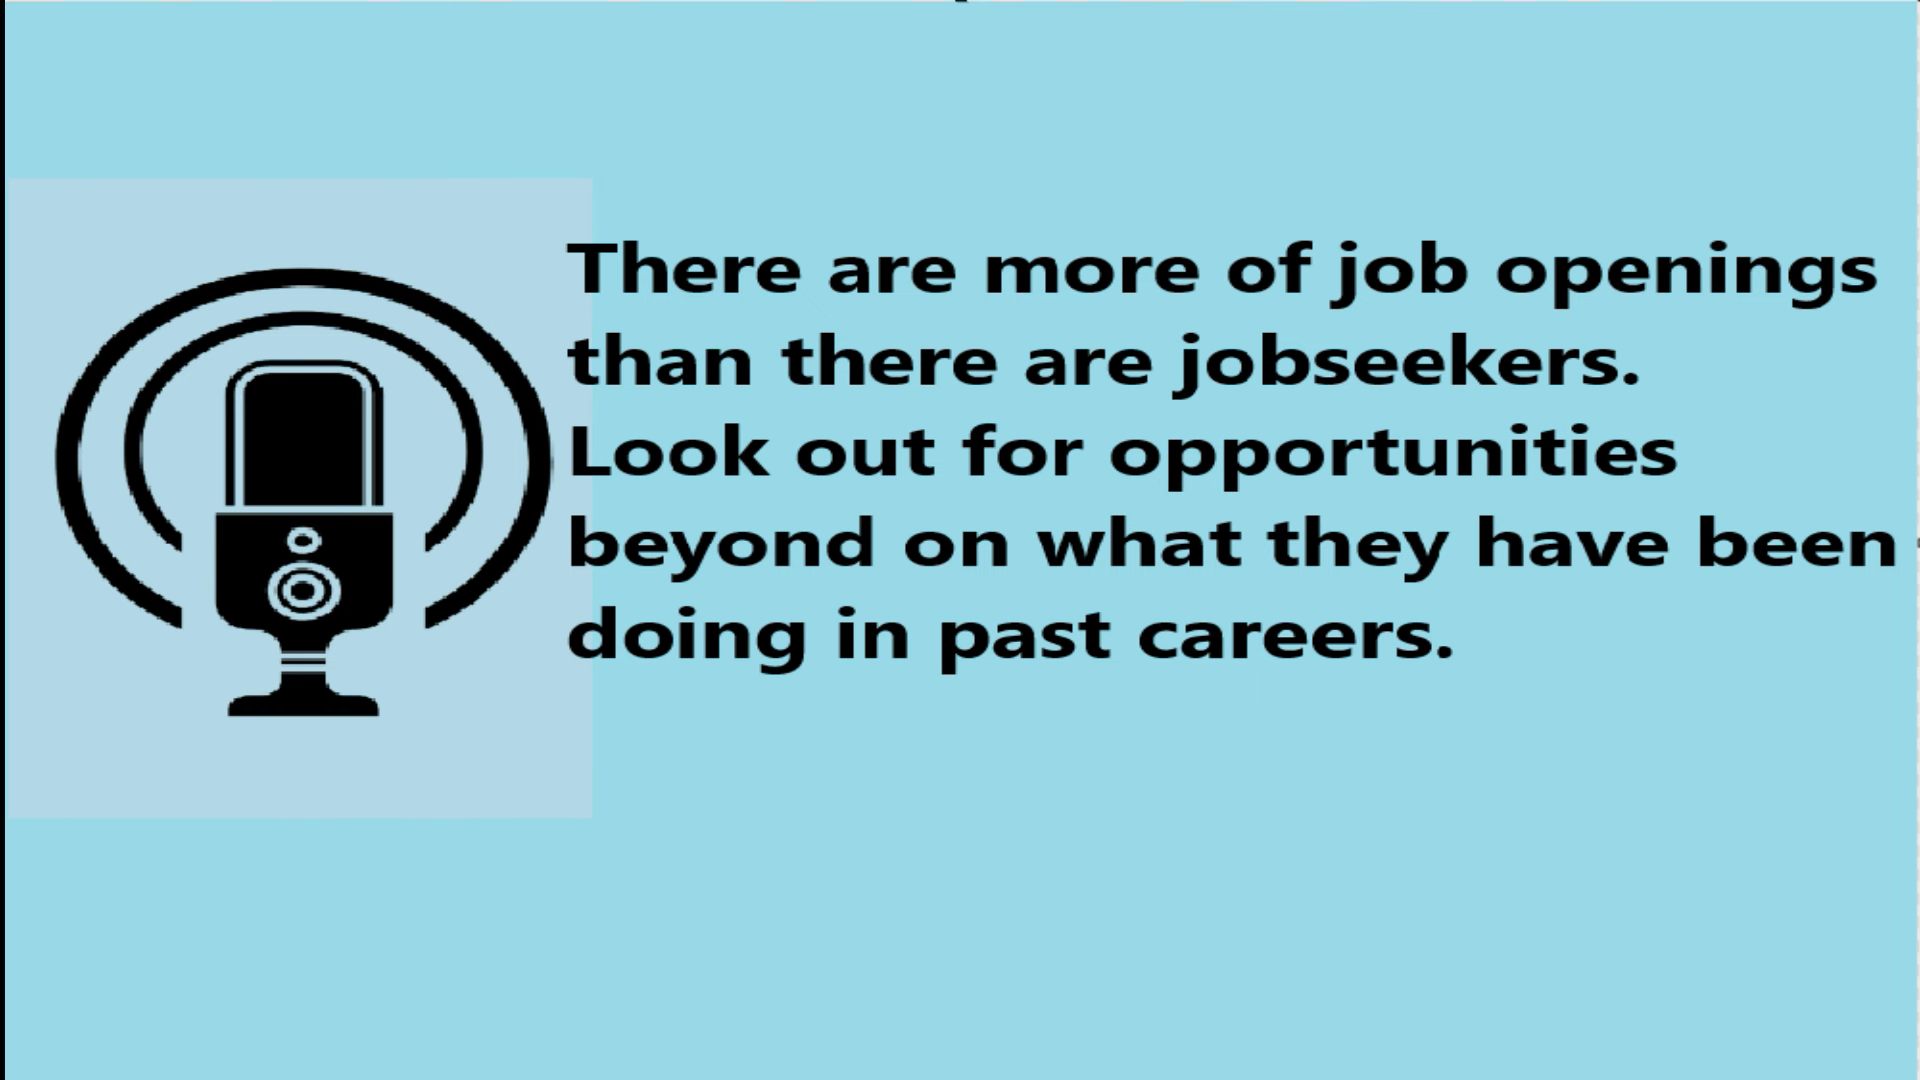 There are more of job openings
than there are jobseekers.
Look out for opportunities
beyond on what they have been
doing in past careers.